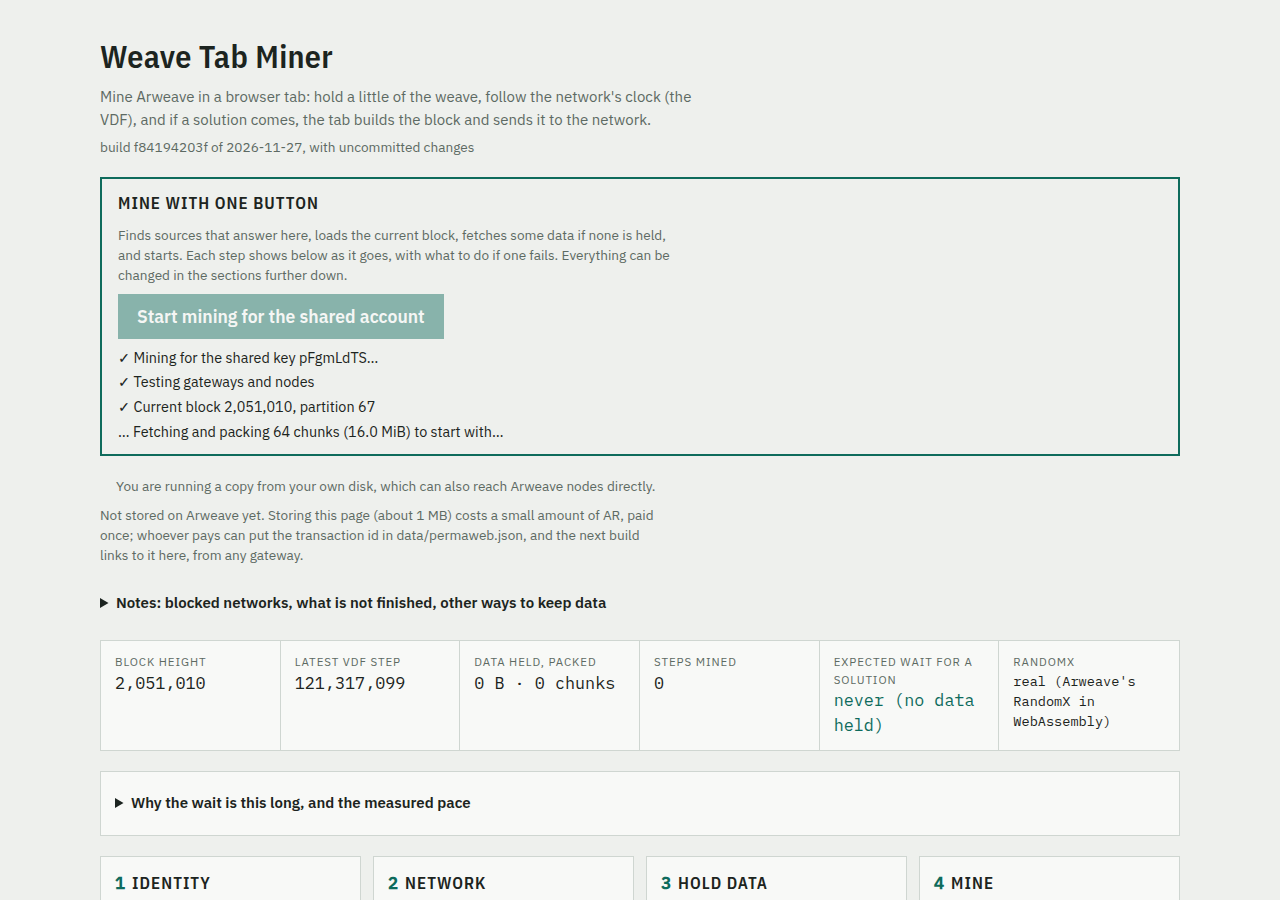 Weave Tab Miner
Mine Arweave in a browser tab: hold a little of the weave, follow the network's clock (the
VDF), and if a solution comes, the tab builds the block and sends it to the network.
build f84194203f of 2026-11-27, with uncommitted changes
MINE WITH ONE BUTTON
Finds sources that answer here, loads the current block, fetches some data if none is held,
and starts. Each step shows below as it goes, with what to do if one fails. Everything can be
changed in the sections further down.
Start mining for the shared account
✓ Mining for the shared key pFgmLdTS…
✓ Testing gateways and nodes
✓ Current block 2,051,010, partition 67
… Fetching and packing 64 chunks (16.0 MiB) to start with…
You are running a copy from your own disk, which can also reach Arweave nodes directly.
Not stored on Arweave yet. Storing this page (about 1 MB) costs a small amount of AR, paid
once; whoever pays can put the transaction id in data/permaweb.json, and the next build
links to it here, from any gateway.
▶ Notes: blocked networks, what is not finished, other ways to keep data
BLOCK HEIGHT
2,051,010
LATEST VDF STEP
121,317,099
DATA HELD, PACKED
0 B · 0 chunks
STEPS MINED
0
EXPECTED WAIT FOR A
SOLUTION
never (no data
held)
RANDOMX
real (Arweave's
RandomX in
WebAssembly)
▶ Why the wait is this long, and the measured pace
1 IDENTITY
2 NETWORK
3 HOLD DATA
4 MINE